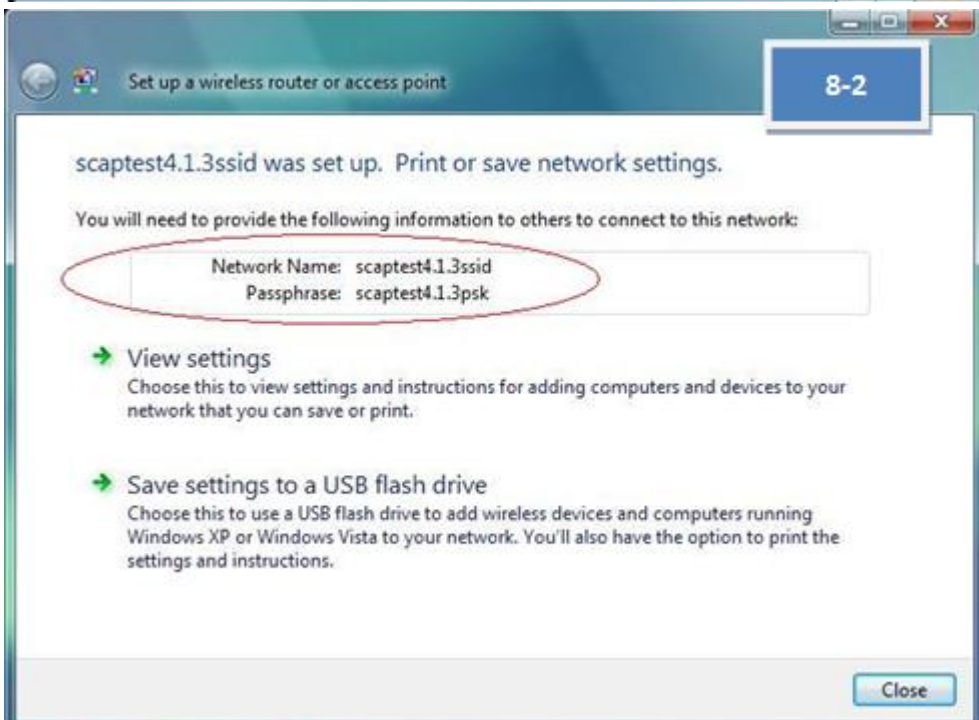 Set up a wireless router or access point
8-2
scaptest4.1.3ssid was set up. Print or save network settings.
You will need to provide the following information to others to connect to this network:
Network Name: scaptest4.1.3ssid
Passphrase: scaptest4.1.3psk
View settings
Choose this to view settings and instructions for adding computers and devices to your
network that you can save or print.
Save settings to a USB flash drive
Choose this to use a USB flash drive to add wireless devices and computers running
Windows XP or Windows Vista to your network. You'll also have the option to print the
settings and instructions.
Close